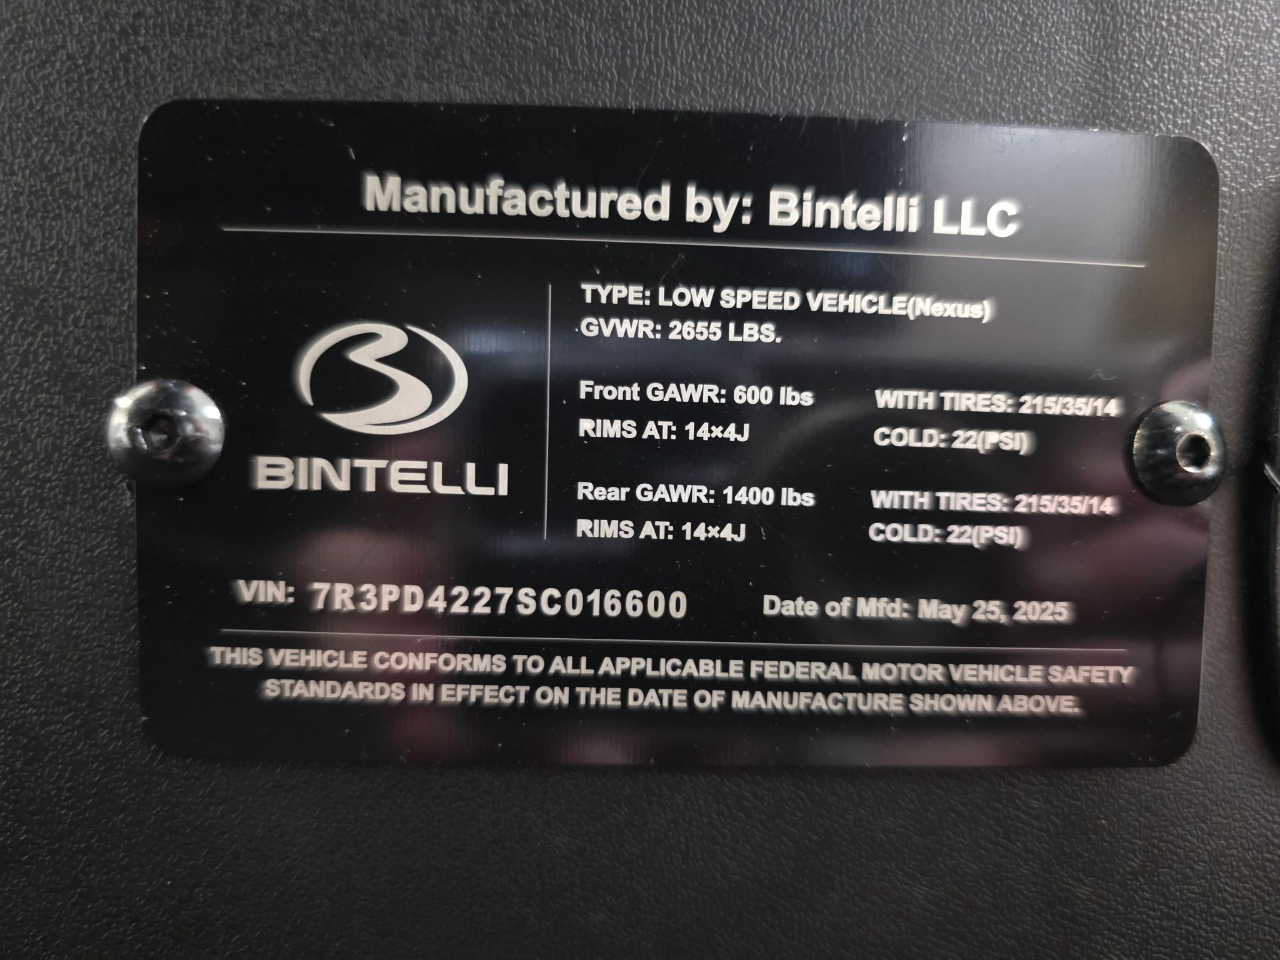 Manufactured by: Bintelli LLC
BINTELLI
TYPE: LOW SPEED VEHICLE(Nexus)
GVWR: 2655 LBS.
Front GAWR: 600 lbs WITH TIRES: 215/35/14
RIMS AT: 14×4J COLD: 22(PSI)
Rear GAWR: 1400 lbs WITH TIRES: 215/35/14
RIMS AT: 14×4J COLD: 22(PSI)
VIN: 7R3PD4227SC016600 Date of Mfd: May 25, 2025
THIS VEHICLE CONFORMS TO ALL APPLICABLE FEDERAL MOTOR VEHICLE SAFETY
STANDARDS IN EFFECT ON THE DATE OF MANUFACTURE SHOWN ABOVE.